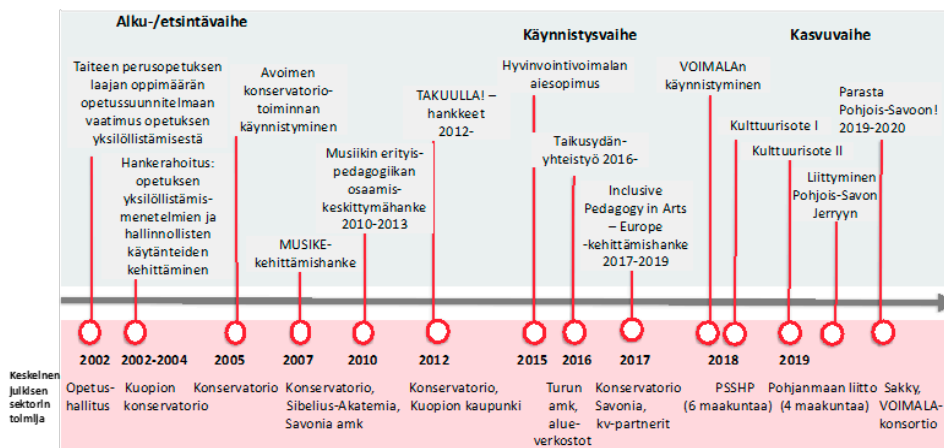 Alku-/etsintävaihe
Käynnistysvaihe
Kasvuvaihe
Taiteen perusopetuksen
laajan oppimäärän
opetussuunnitelmaan
vaatimus opetuksen
yksilöllistämisestä
Hankerahoitus:
opetuksen
yksilöllistämis-
menetelmien ja
hallinnollisten
käytänteiden
kehittäminen
Avoimen
konservatorio-
toiminnan
käynnistyminen
MUSIKE-
kehittämishanke
Musiikin erityis-
pedagogiikan
osaamis-
keskittymähanke
2010-2013
TAKUULLA! –
hankkeet
2012-
Hyvinvointivoimalan
aiesopimus
Taikusydän-
yhteistyö 2016-
Inclusive
Pedagogy in Arts
– Europe
-kehittämishanke
2017-2019
VOIMALAn
käynnistyminen
Kulttuurisote I
Kulttuurisote II
Liittyminen
Pohjois-Savon
Jerryyn
Parasta
Pohjois-Savoon!
2019-2020
2002
2002-2004
2005
2007
2010
2012
2015
2016
2017
2018
2019
Keskeinen
julkisen
sektorin
toimija
Opetus-
hallitus
Kuopion
konservatorio
Konservatorio
Konservatorio,
Sibelius-Akatemia,
Savonia amk
Konservatorio,
Kuopion kaupunki
Turun
amk,
alue-
verkostot
Konservatorio
Savonia,
kv-partnerit
PSSHP
(6 maakuntaa)
Pohjanmaan liitto
(4 maakuntaa)
Sakky,
VOIMALA-
konsortio